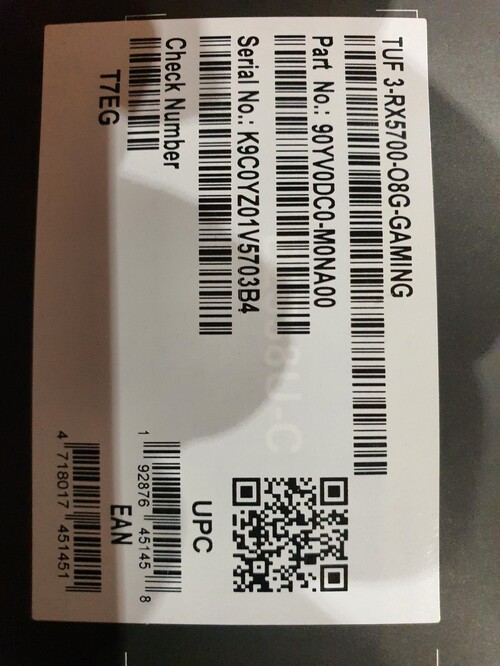 TUF 3-RX5700-O8G-GAMING
Part No.: 90YV0DC0-M0NA00
Serial No.: K9C0YZ01V5703B4
Check Number
T7EG
UPC
1 92876 45145 8
EAN
4 718017 451451